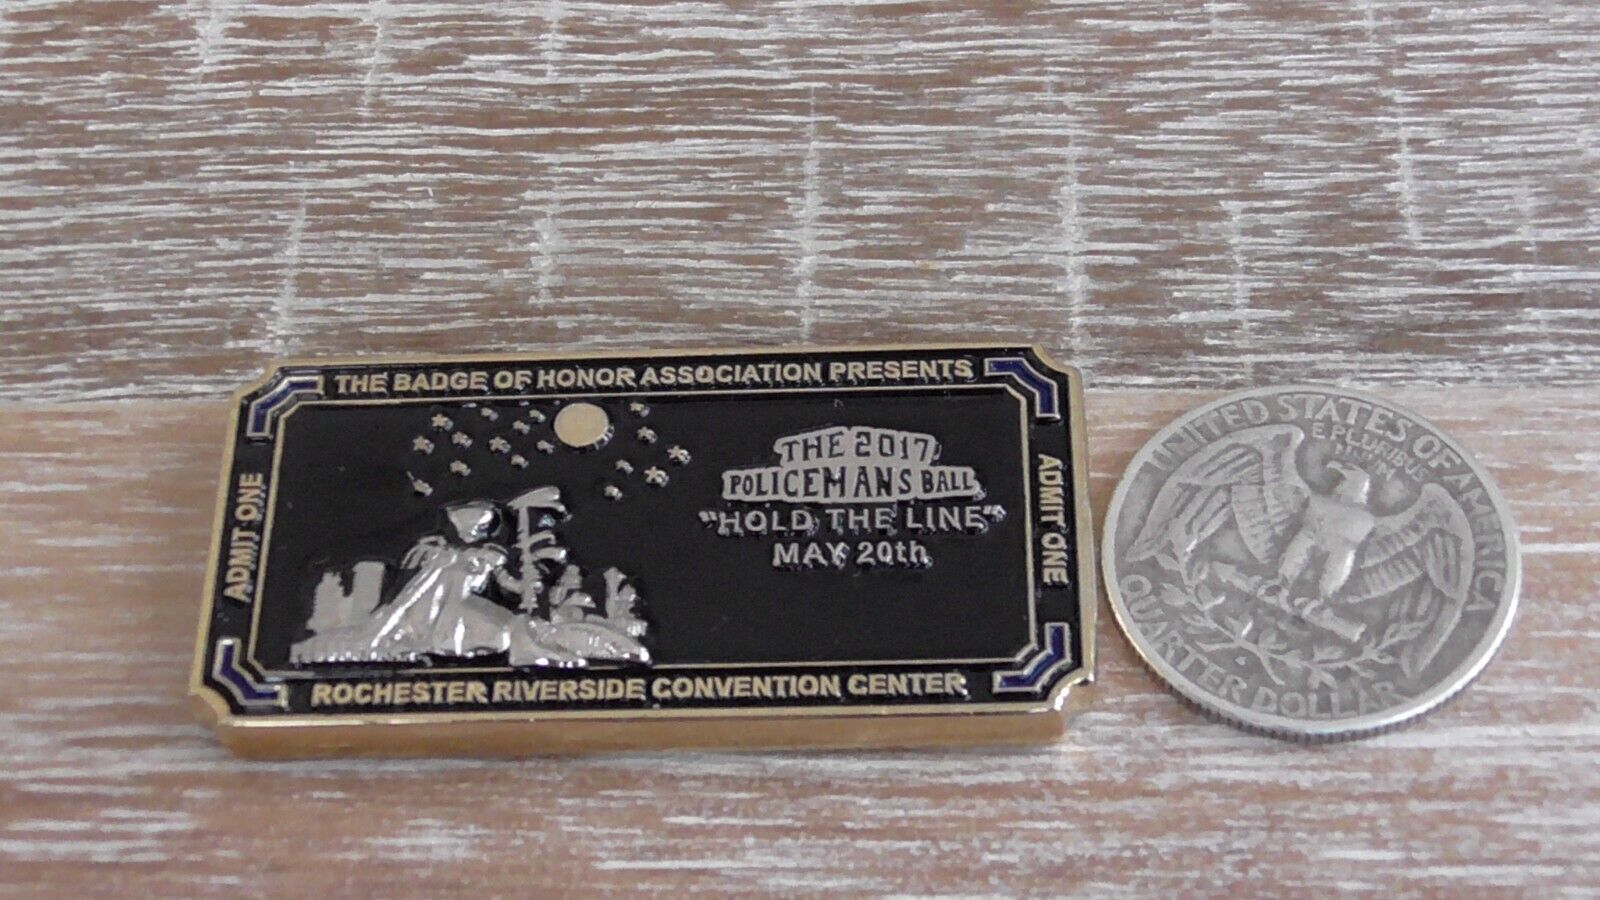 THE BADGE OF HONOR ASSOCIATION PRESENTS
ADMIT ONE
THE 2017
POLICEMANS BALL
"HOLD THE LINE"
MAY 20th
ADMIT ONE
ROCHESTER RIVERSIDE CONVENTION CENTER
UNITED STATES OF AMERICA
E PLURIBUS
UNUM
QUARTER DOLLAR